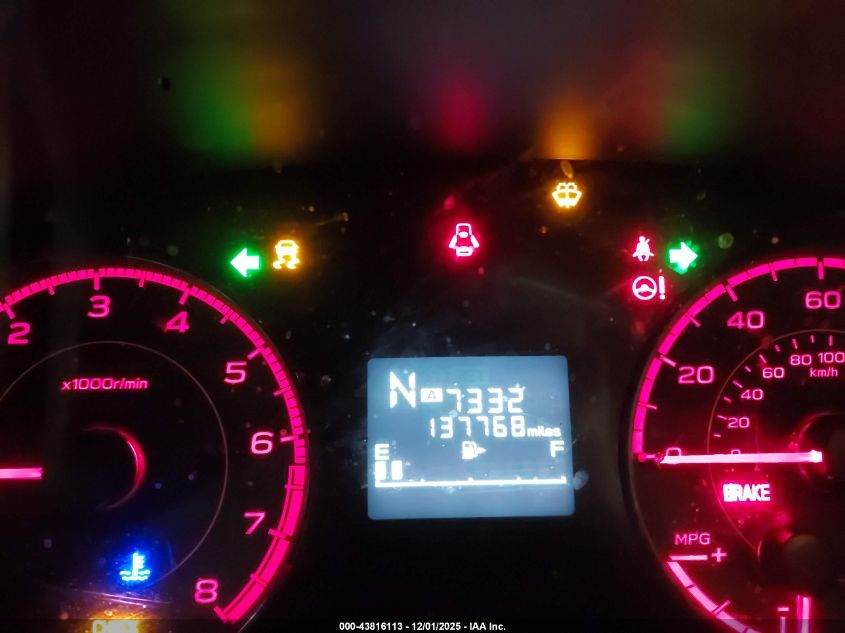 2 3 4 5 6 7 8
x1000r/min
N A 7332
137768 miles
E F
0 20 40 60
20 40 60 80 100
km/h
BRAKE
MPG
- +
000-43816113 - 12/01/2025 - IAA Inc.